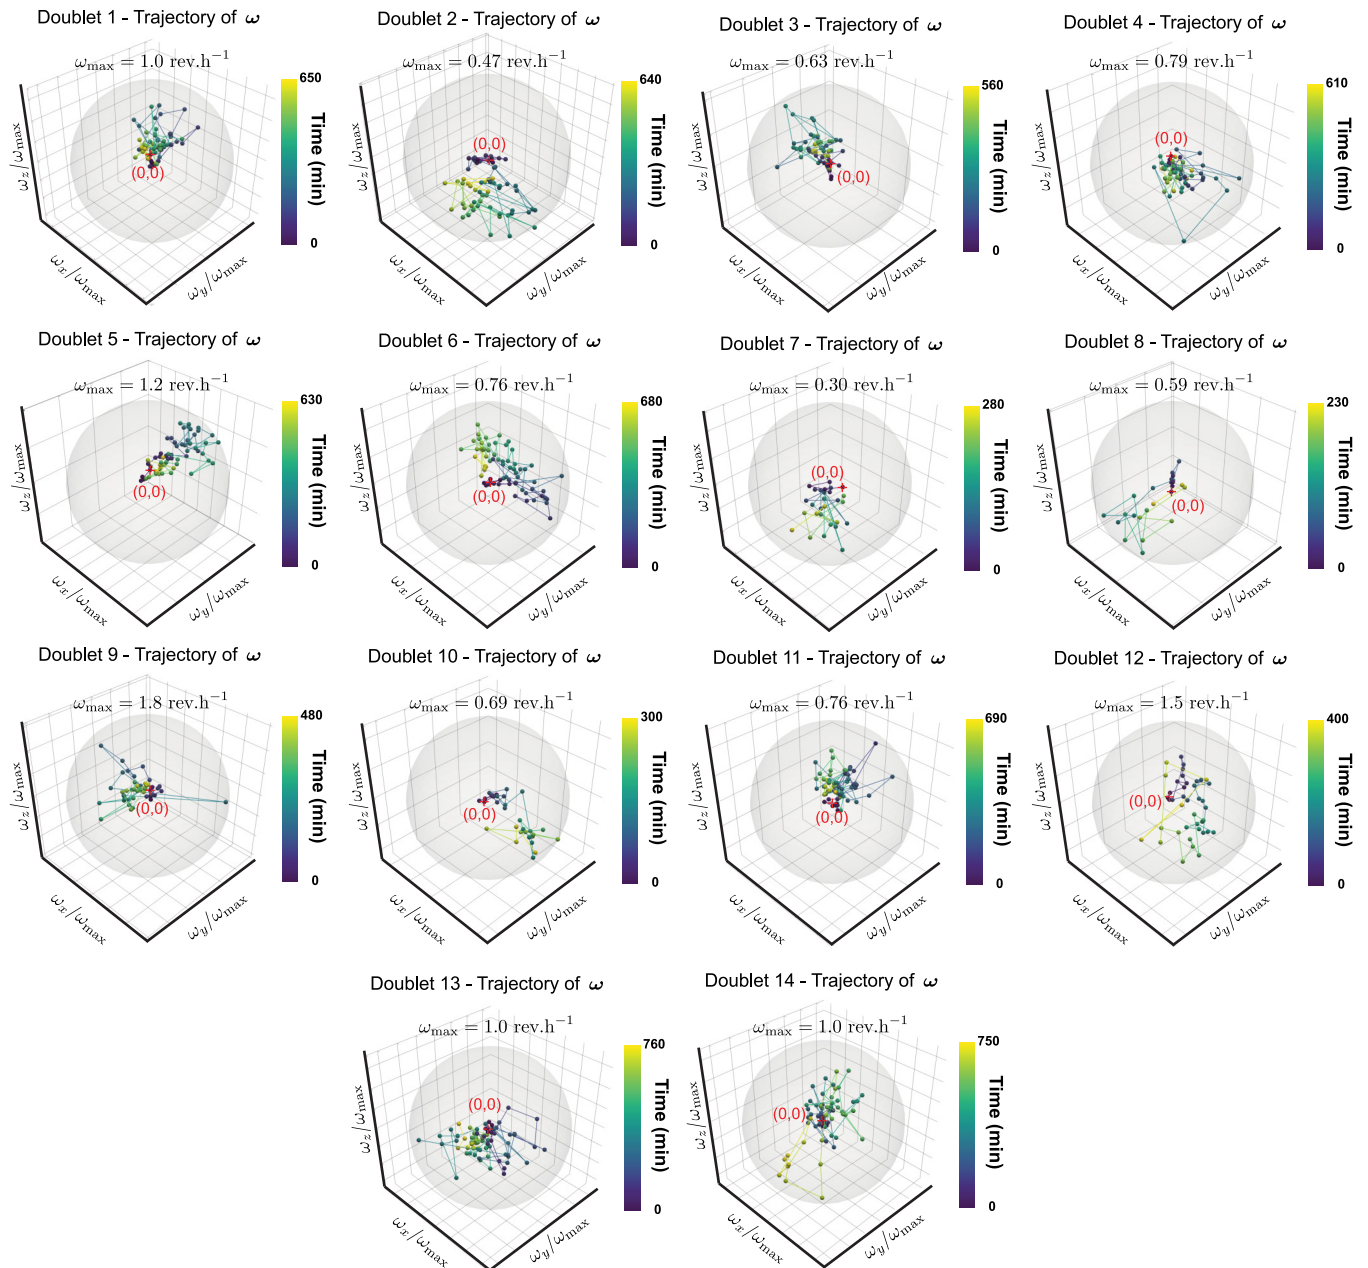 Doublet 1 - Trajectory of ω
ω_max = 1.0 rev.h⁻¹
(0,0)
ω_z/ω_max
ω_x/ω_max
ω_y/ω_max
650
Time (min)
0
Doublet 2 - Trajectory of ω
ω_max = 0.47 rev.h⁻¹
(0,0)
ω_z/ω_max
ω_x/ω_max
ω_y/ω_max
640
Time (min)
0
Doublet 3 - Trajectory of ω
ω_max = 0.63 rev.h⁻¹
(0,0)
ω_z/ω_max
ω_x/ω_max
ω_y/ω_max
560
Time (min)
0
Doublet 4 - Trajectory of ω
ω_max = 0.79 rev.h⁻¹
(0,0)
ω_z/ω_max
ω_x/ω_max
ω_y/ω_max
610
Time (min)
0
Doublet 5 - Trajectory of ω
ω_max = 1.2 rev.h⁻¹
(0,0)
ω_z/ω_max
ω_x/ω_max
ω_y/ω_max
630
Time (min)
0
Doublet 6 - Trajectory of ω
ω_max = 0.76 rev.h⁻¹
(0,0)
ω_z/ω_max
ω_x/ω_max
ω_y/ω_max
680
Time (min)
0
Doublet 7 - Trajectory of ω
ω_max = 0.30 rev.h⁻¹
(0,0)
ω_z/ω_max
ω_x/ω_max
ω_y/ω_max
280
Time (min)
0
Doublet 8 - Trajectory of ω
ω_max = 0.59 rev.h⁻¹
(0,0)
ω_z/ω_max
ω_x/ω_max
ω_y/ω_max
230
Time (min)
0
Doublet 9 - Trajectory of ω
ω_max = 1.8 rev.h⁻¹
(0,0)
ω_z/ω_max
ω_x/ω_max
ω_y/ω_max
480
Time (min)
0
Doublet 10 - Trajectory of ω
ω_max = 0.69 rev.h⁻¹
(0,0)
ω_z/ω_max
ω_x/ω_max
ω_y/ω_max
300
Time (min)
0
Doublet 11 - Trajectory of ω
ω_max = 0.76 rev.h⁻¹
(0,0)
ω_z/ω_max
ω_x/ω_max
ω_y/ω_max
690
Time (min)
0
Doublet 12 - Trajectory of ω
ω_max = 1.5 rev.h⁻¹
(0,0)
ω_z/ω_max
ω_x/ω_max
ω_y/ω_max
400
Time (min)
0
Doublet 13 - Trajectory of ω
ω_max = 1.0 rev.h⁻¹
(0,0)
ω_z/ω_max
ω_x/ω_max
ω_y/ω_max
760
Time (min)
0
Doublet 14 - Trajectory of ω
ω_max = 1.0 rev.h⁻¹
(0,0)
ω_z/ω_max
ω_x/ω_max
ω_y/ω_max
750
Time (min)
0